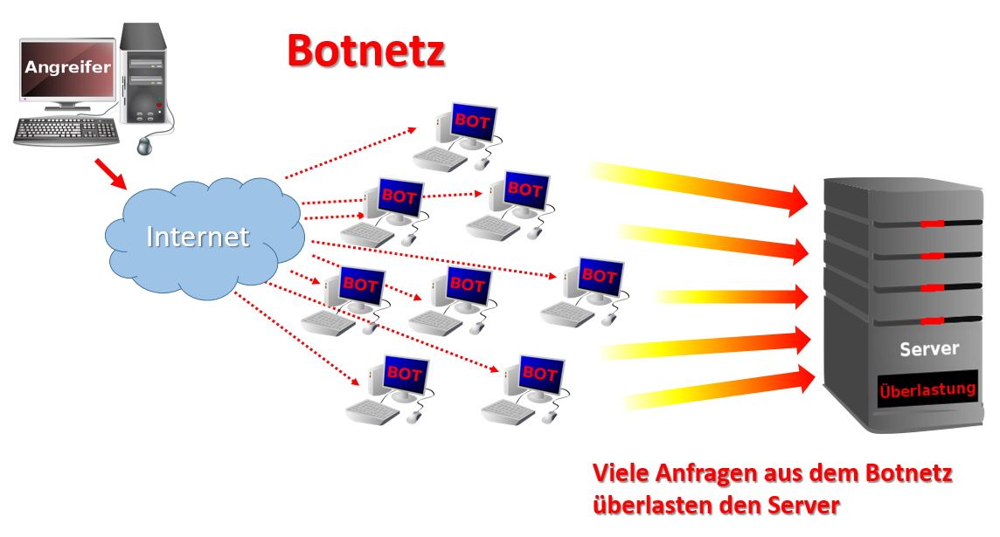 Botnetz
Angreifer
Internet
BOT
BOT
BOT
BOT
BOT
BOT
BOT
BOT
Server
Überlastung
Viele Anfragen aus dem Botnetz
überlasten den Server